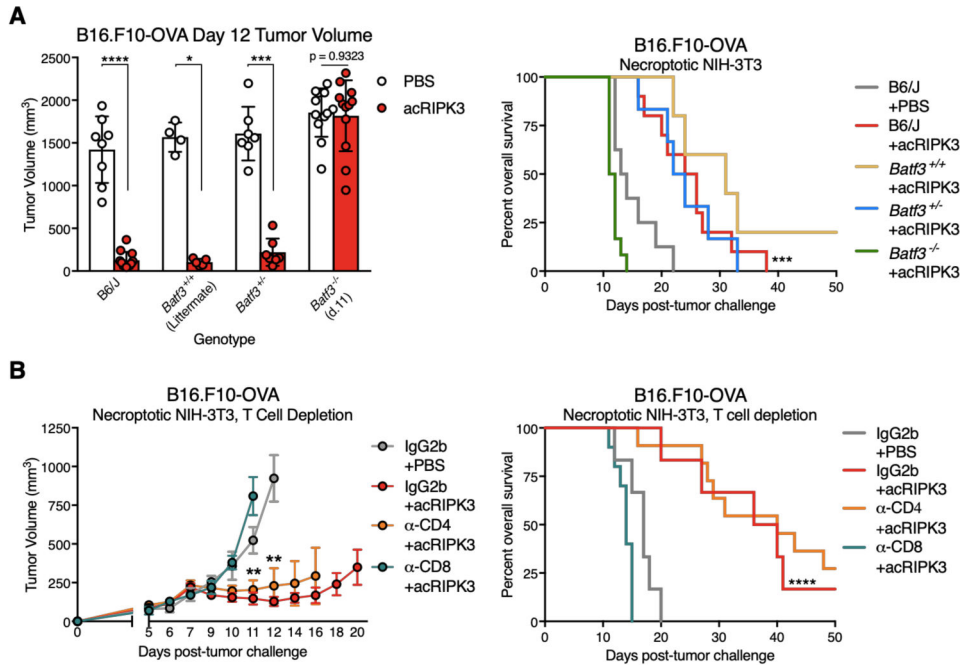 A
B16.F10-OVA Day 12 Tumor Volume
2500
2000
1500
1000
500
0
Tumor Volume (mm³)
****
*
***
p = 0.9323
PBS
acRIPK3
B6/J
Batf3+/+
(Littermate)
Batf3+/-
Batf3-/-
(d.11)
Genotype
B16.F10-OVA
Necroptotic NIH-3T3
100
75
50
25
0
Percent overall survival
0 10 20 30 40 50
Days post-tumor challenge
***
B6/J
+PBS
B6/J
+acRIPK3
Batf3+/+
+acRIPK3
Batf3+/-
+acRIPK3
Batf3-/-
+acRIPK3
B
B16.F10-OVA
Necroptotic NIH-3T3, T Cell Depletion
1250
1000
750
500
250
0
Tumor Volume (mm³)
**
**
0 5 6 7 9 10 11 12 14 16 18 20
Days post-tumor challenge
IgG2b
+PBS
IgG2b
+acRIPK3
α-CD4
+acRIPK3
α-CD8
+acRIPK3
B16.F10-OVA
Necroptotic NIH-3T3, T cell depletion
100
75
50
25
0
Percent overall survival
0 10 20 30 40 50
Days post-tumor challenge
****
IgG2b
+PBS
IgG2b
+acRIPK3
α-CD4
+acRIPK3
α-CD8
+acRIPK3